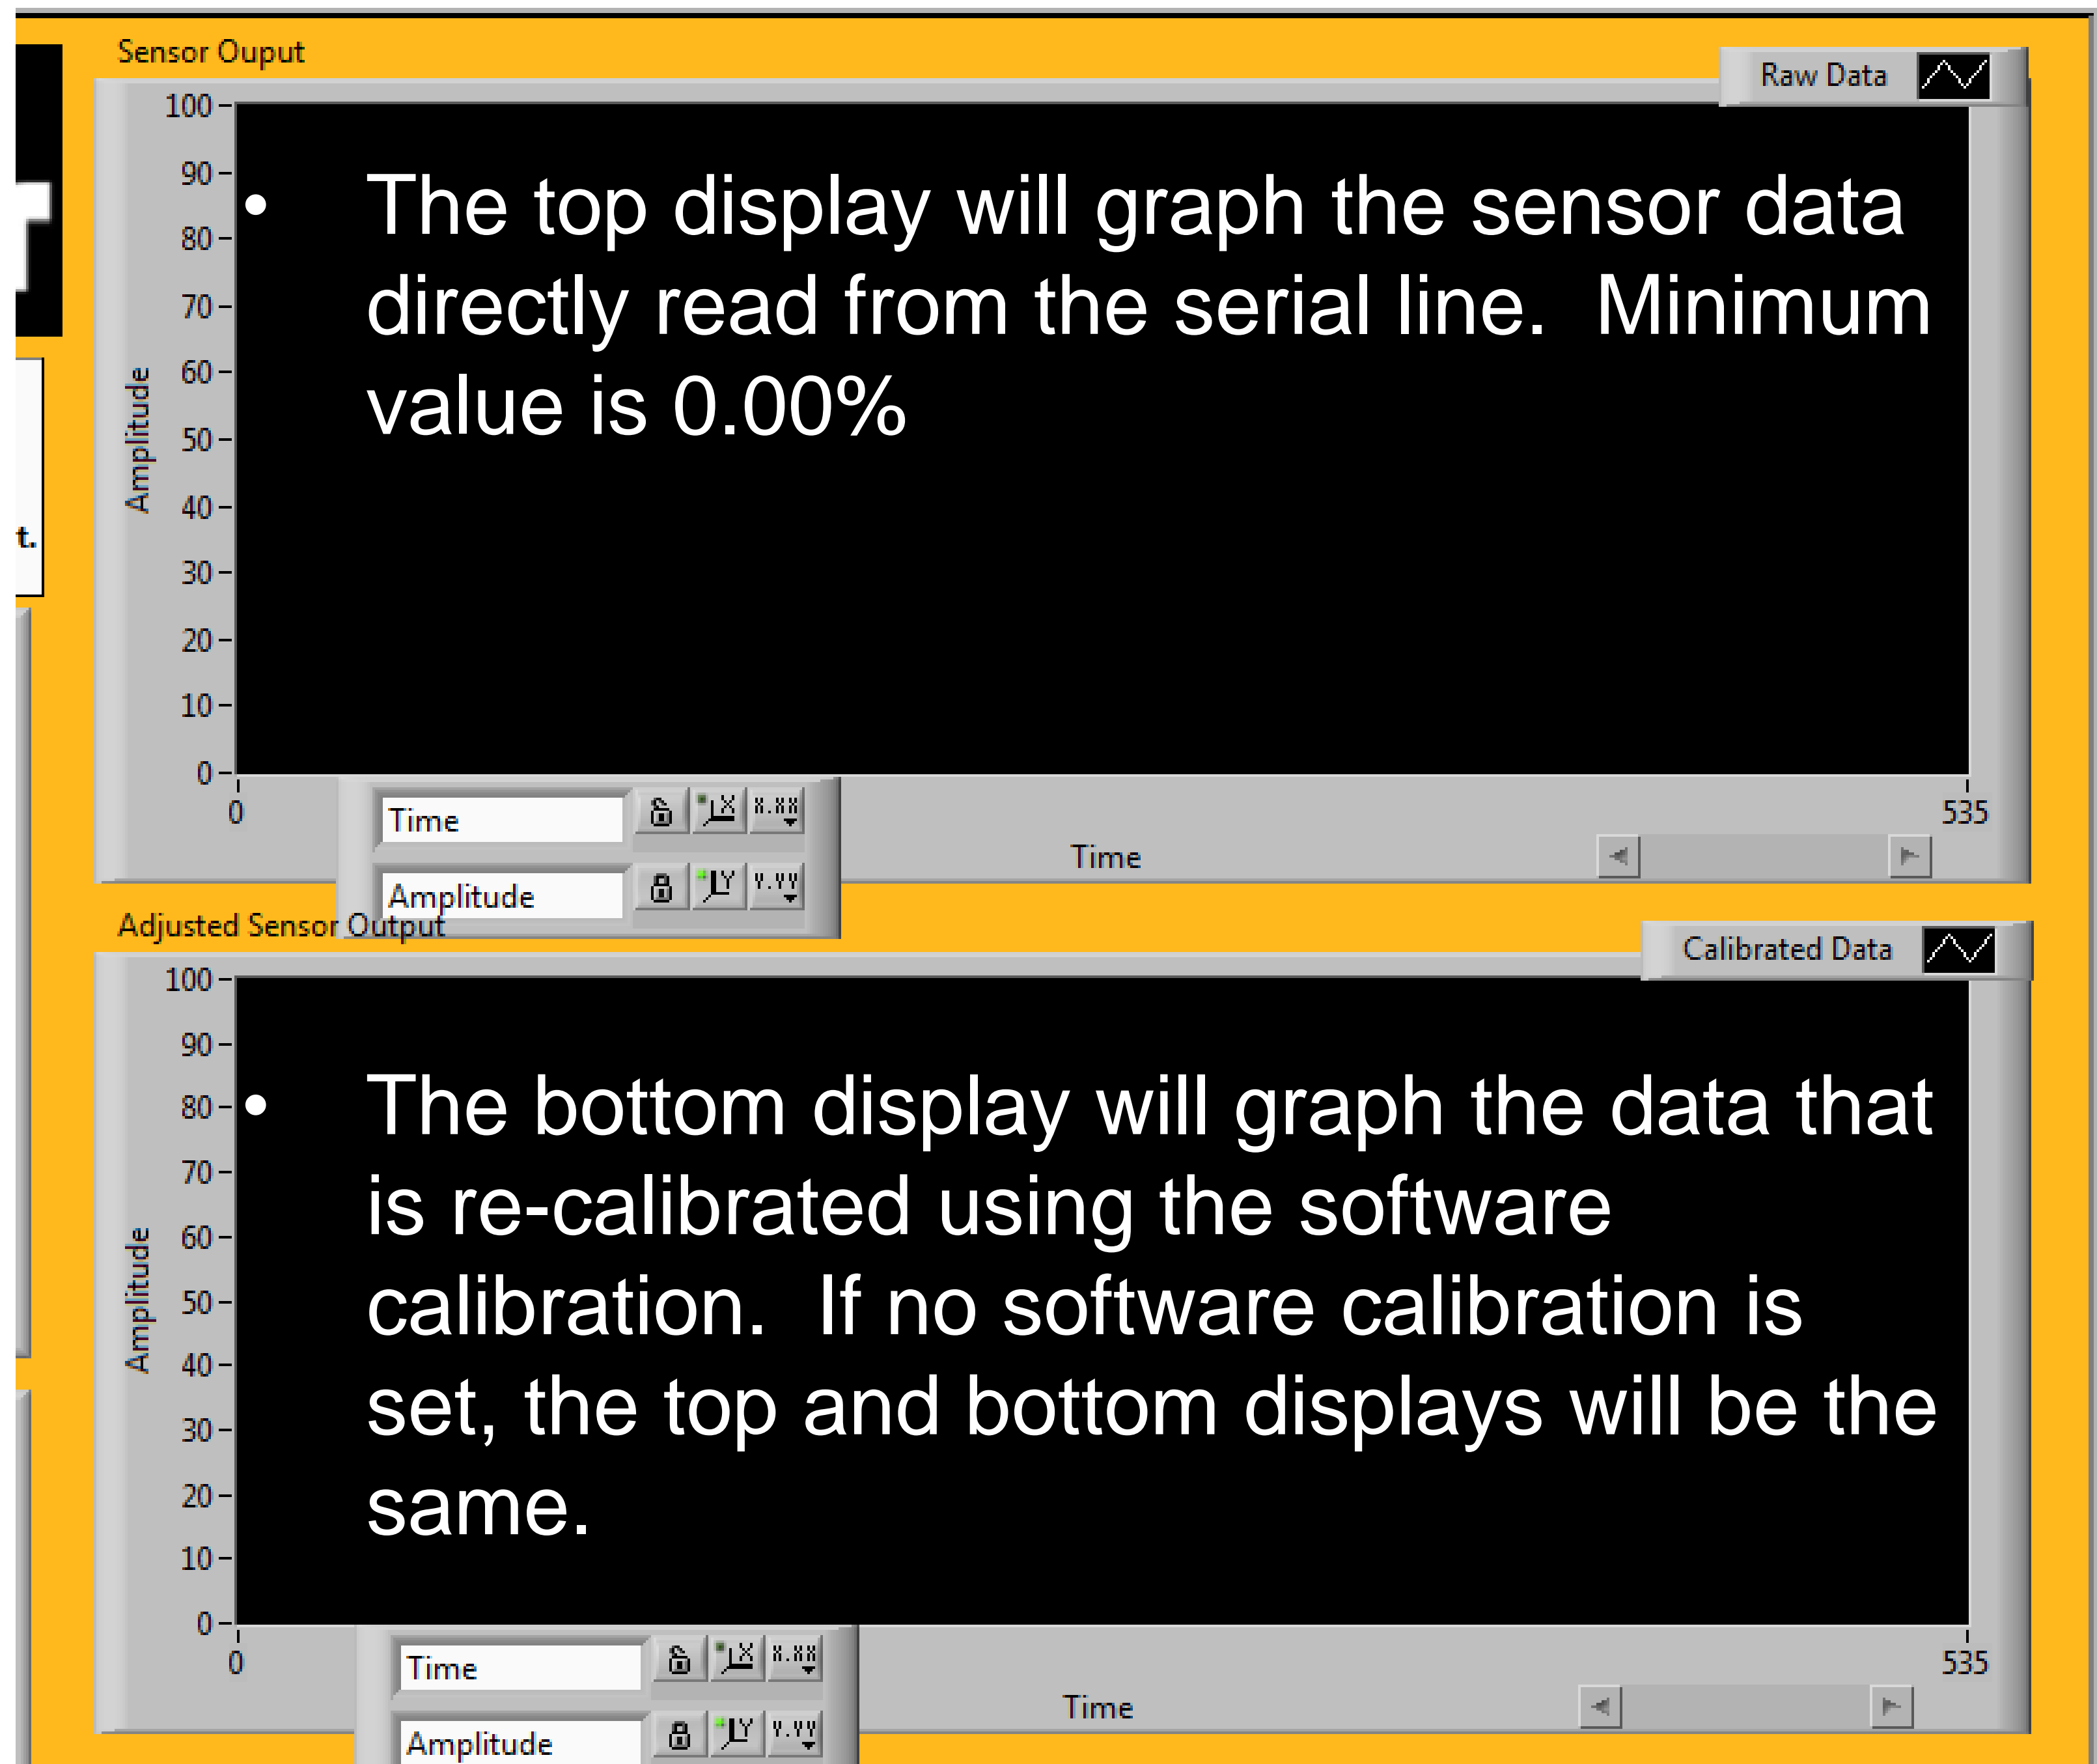 Sensor Ouput
Raw Data
100
90
80
70
60
50
40
30
20
10
0
Amplitude
• The top display will graph the sensor data
directly read from the serial line. Minimum
value is 0.00%
t.
0
535
Time
X.XX
Time
Amplitude
Y.YY
Adjusted Sensor Output
Calibrated Data
100
90
80
70
60
50
40
30
20
10
0
Amplitude
• The bottom display will graph the data that
is re-calibrated using the software
calibration. If no software calibration is
set, the top and bottom displays will be the
same.
0
535
Time
X.XX
Time
Amplitude
Y.YY